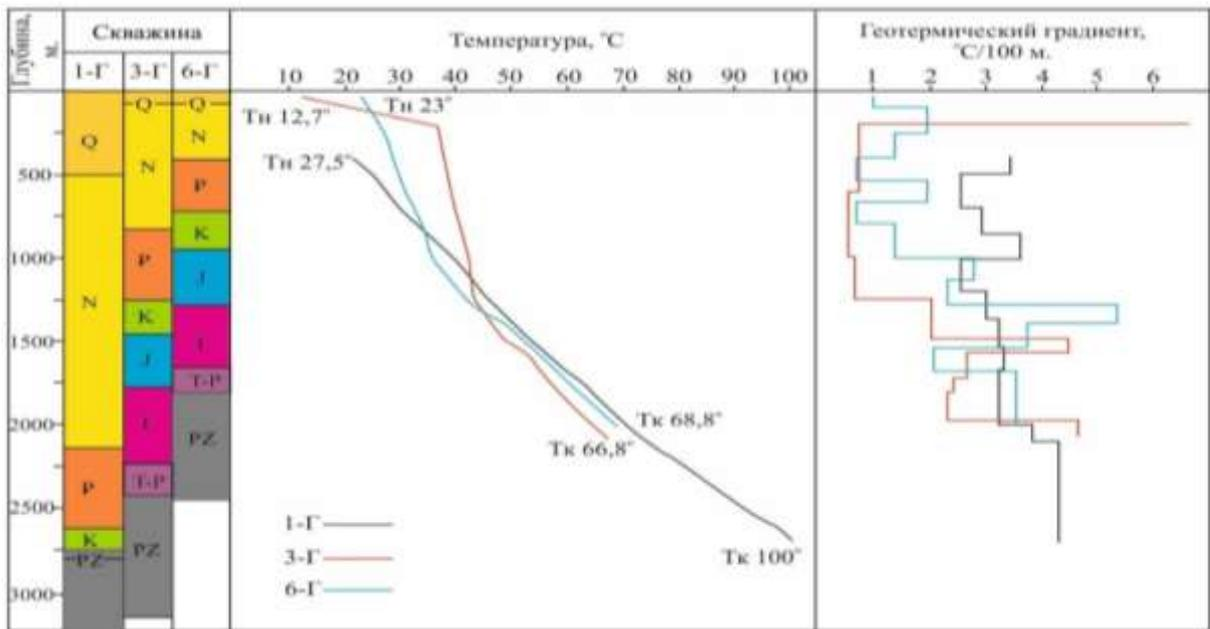 Глубина, м.
Скважина
1-Г 3-Г 6-Г
Температура, °С
10 20 30 40 50 60 70 80 90 100
Геотермический градиент,
°С/100 м.
1 2 3 4 5 6
500
1000
1500
2000
2500
3000
Q
N
P
K
PZ
Q
N
P
K
J
T-P
PZ
Q
N
P
K
J
T-P
PZ
Тн 12,7°
Тн 23°
Тн 27,5°
Тк 68,8°
Тк 66,8°
Тк 100°
1-Г
3-Г
6-Г